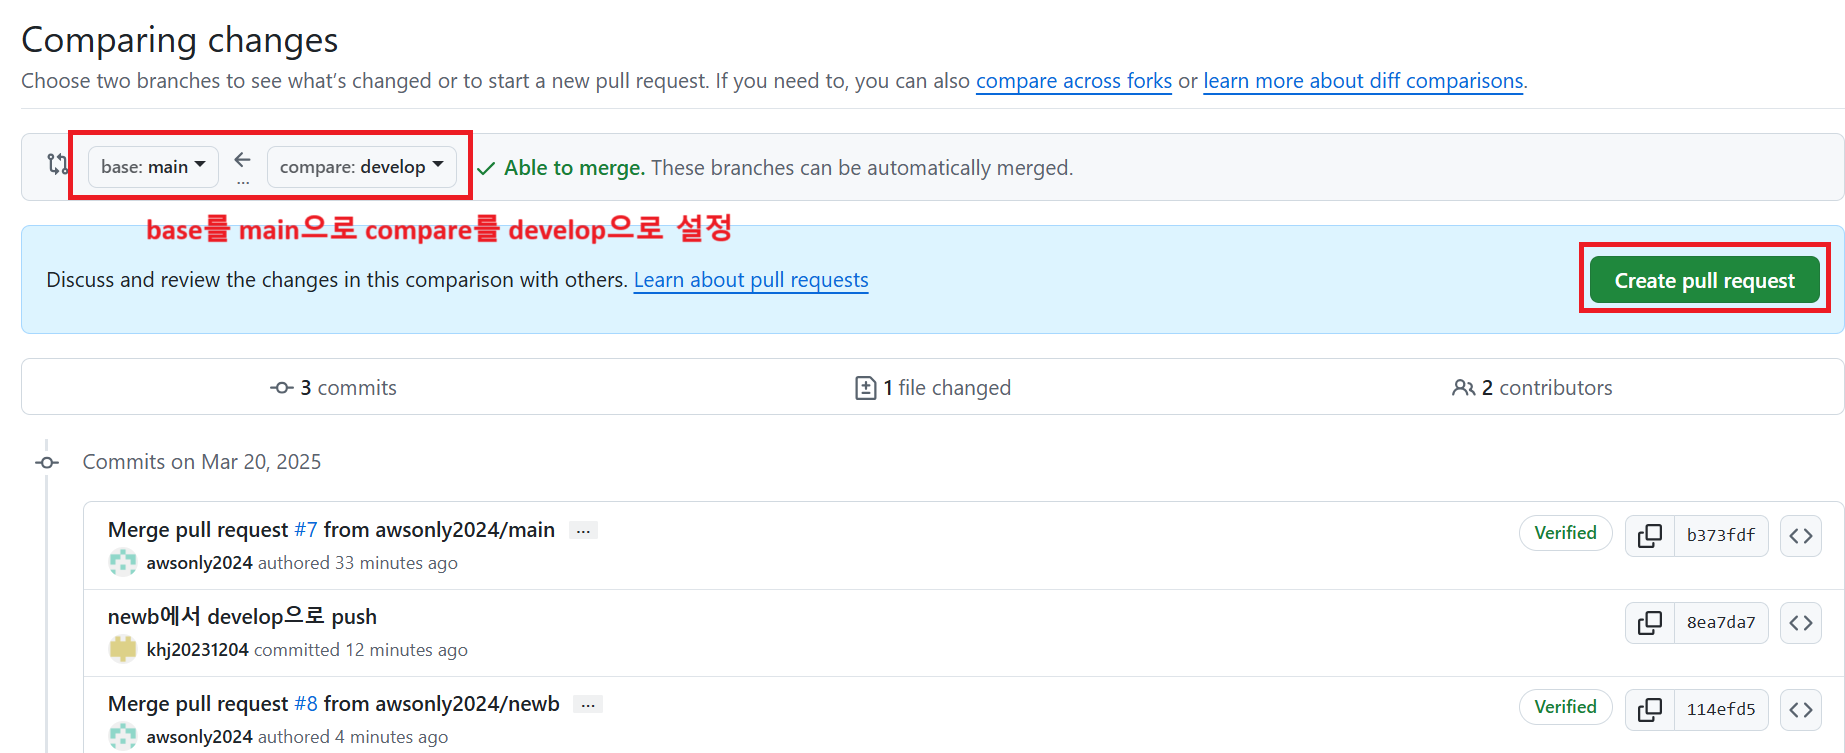 Comparing changes
Choose two branches to see what's changed or to start a new pull request. If you need to, you can also compare across forks or learn more about diff comparisons.
base: main ... compare: develop Able to merge. These branches can be automatically merged.
base를 main으로 compare를 develop으로 설정
Discuss and review the changes in this comparison with others. Learn about pull requests Create pull request
3 commits 1 file changed 2 contributors
Commits on Mar 20, 2025
Merge pull request #7 from awsonly2024/main ... Verified b373fdf
awsonly2024 authored 33 minutes ago
newb에서 develop으로 push 8ea7da7
khj20231204 committed 12 minutes ago
Merge pull request #8 from awsonly2024/newb ... Verified 114efd5
awsonly2024 authored 4 minutes ago